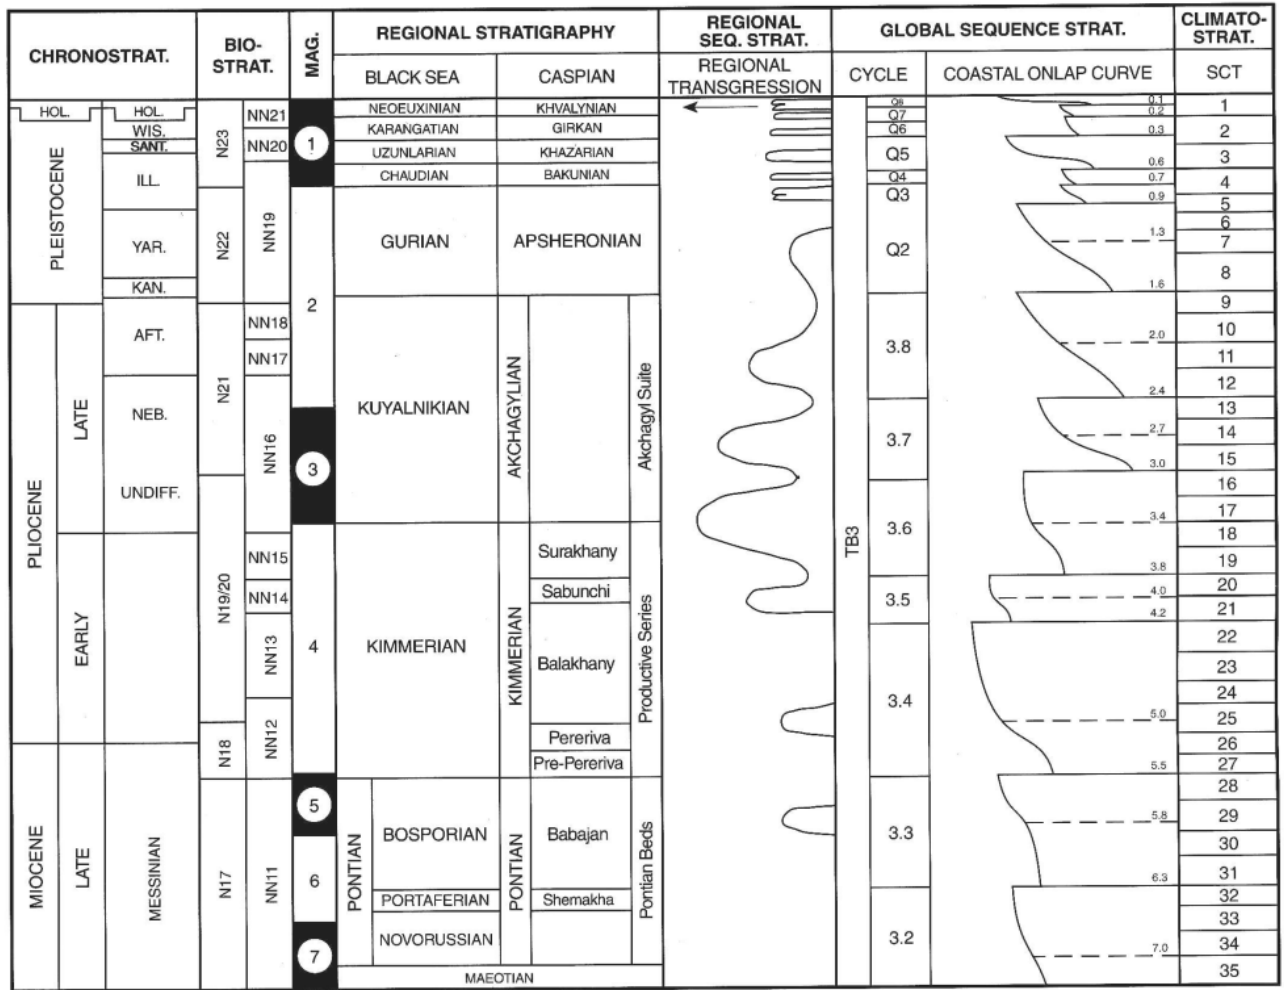 CHRONOSTRAT.
BIO-
STRAT.
MAG.
REGIONAL STRATIGRAPHY
BLACK SEA
CASPIAN
REGIONAL
SEQ. STRAT.
REGIONAL
TRANSGRESSION
GLOBAL SEQUENCE STRAT.
CYCLE
COASTAL ONLAP CURVE
CLIMATO-
STRAT.
SCT
HOL.
PLEISTOCENE
PLIOCENE
LATE
EARLY
MIOCENE
LATE
HOL.
WIS.
SANT.
ILL.
YAR.
KAN.
AFT.
NEB.
UNDIFF.
MESSINIAN
N23
N22
N21
N19/20
N18
N17
NN21
NN20
NN19
NN18
NN17
NN16
NN15
NN14
NN13
NN12
NN11
1
2
3
4
5
6
7
NEOEUXINIAN
KARANGATIAN
UZUNLARIAN
CHAUDIAN
GURIAN
KUYALNIKIAN
KIMMERIAN
PONTIAN
BOSPORIAN
PORTAFERIAN
NOVORUSSIAN
MAEOTIAN
KHVALYNIAN
GIRKAN
KHAZARIAN
BAKUNIAN
APSHERONIAN
AKCHAGYLIAN
Akchagyl Suite
KIMMERIAN
Surakhany
Sabunchi
Balakhany
Pereriva
Pre-Pereriva
Productive Series
PONTIAN
Babajan
Shemakha
Pontian Beds
TB3
Q8
Q7
Q6
Q5
Q4
Q3
Q2
3.8
3.7
3.6
3.5
3.4
3.3
3.2
0.1
0.2
0.3
0.6
0.7
0.9
1.3
1.6
2.0
2.4
2.7
3.0
3.4
3.8
4.0
4.2
5.0
5.5
5.8
6.3
7.0
1
2
3
4
5
6
7
8
9
10
11
12
13
14
15
16
17
18
19
20
21
22
23
24
25
26
27
28
29
30
31
32
33
34
35